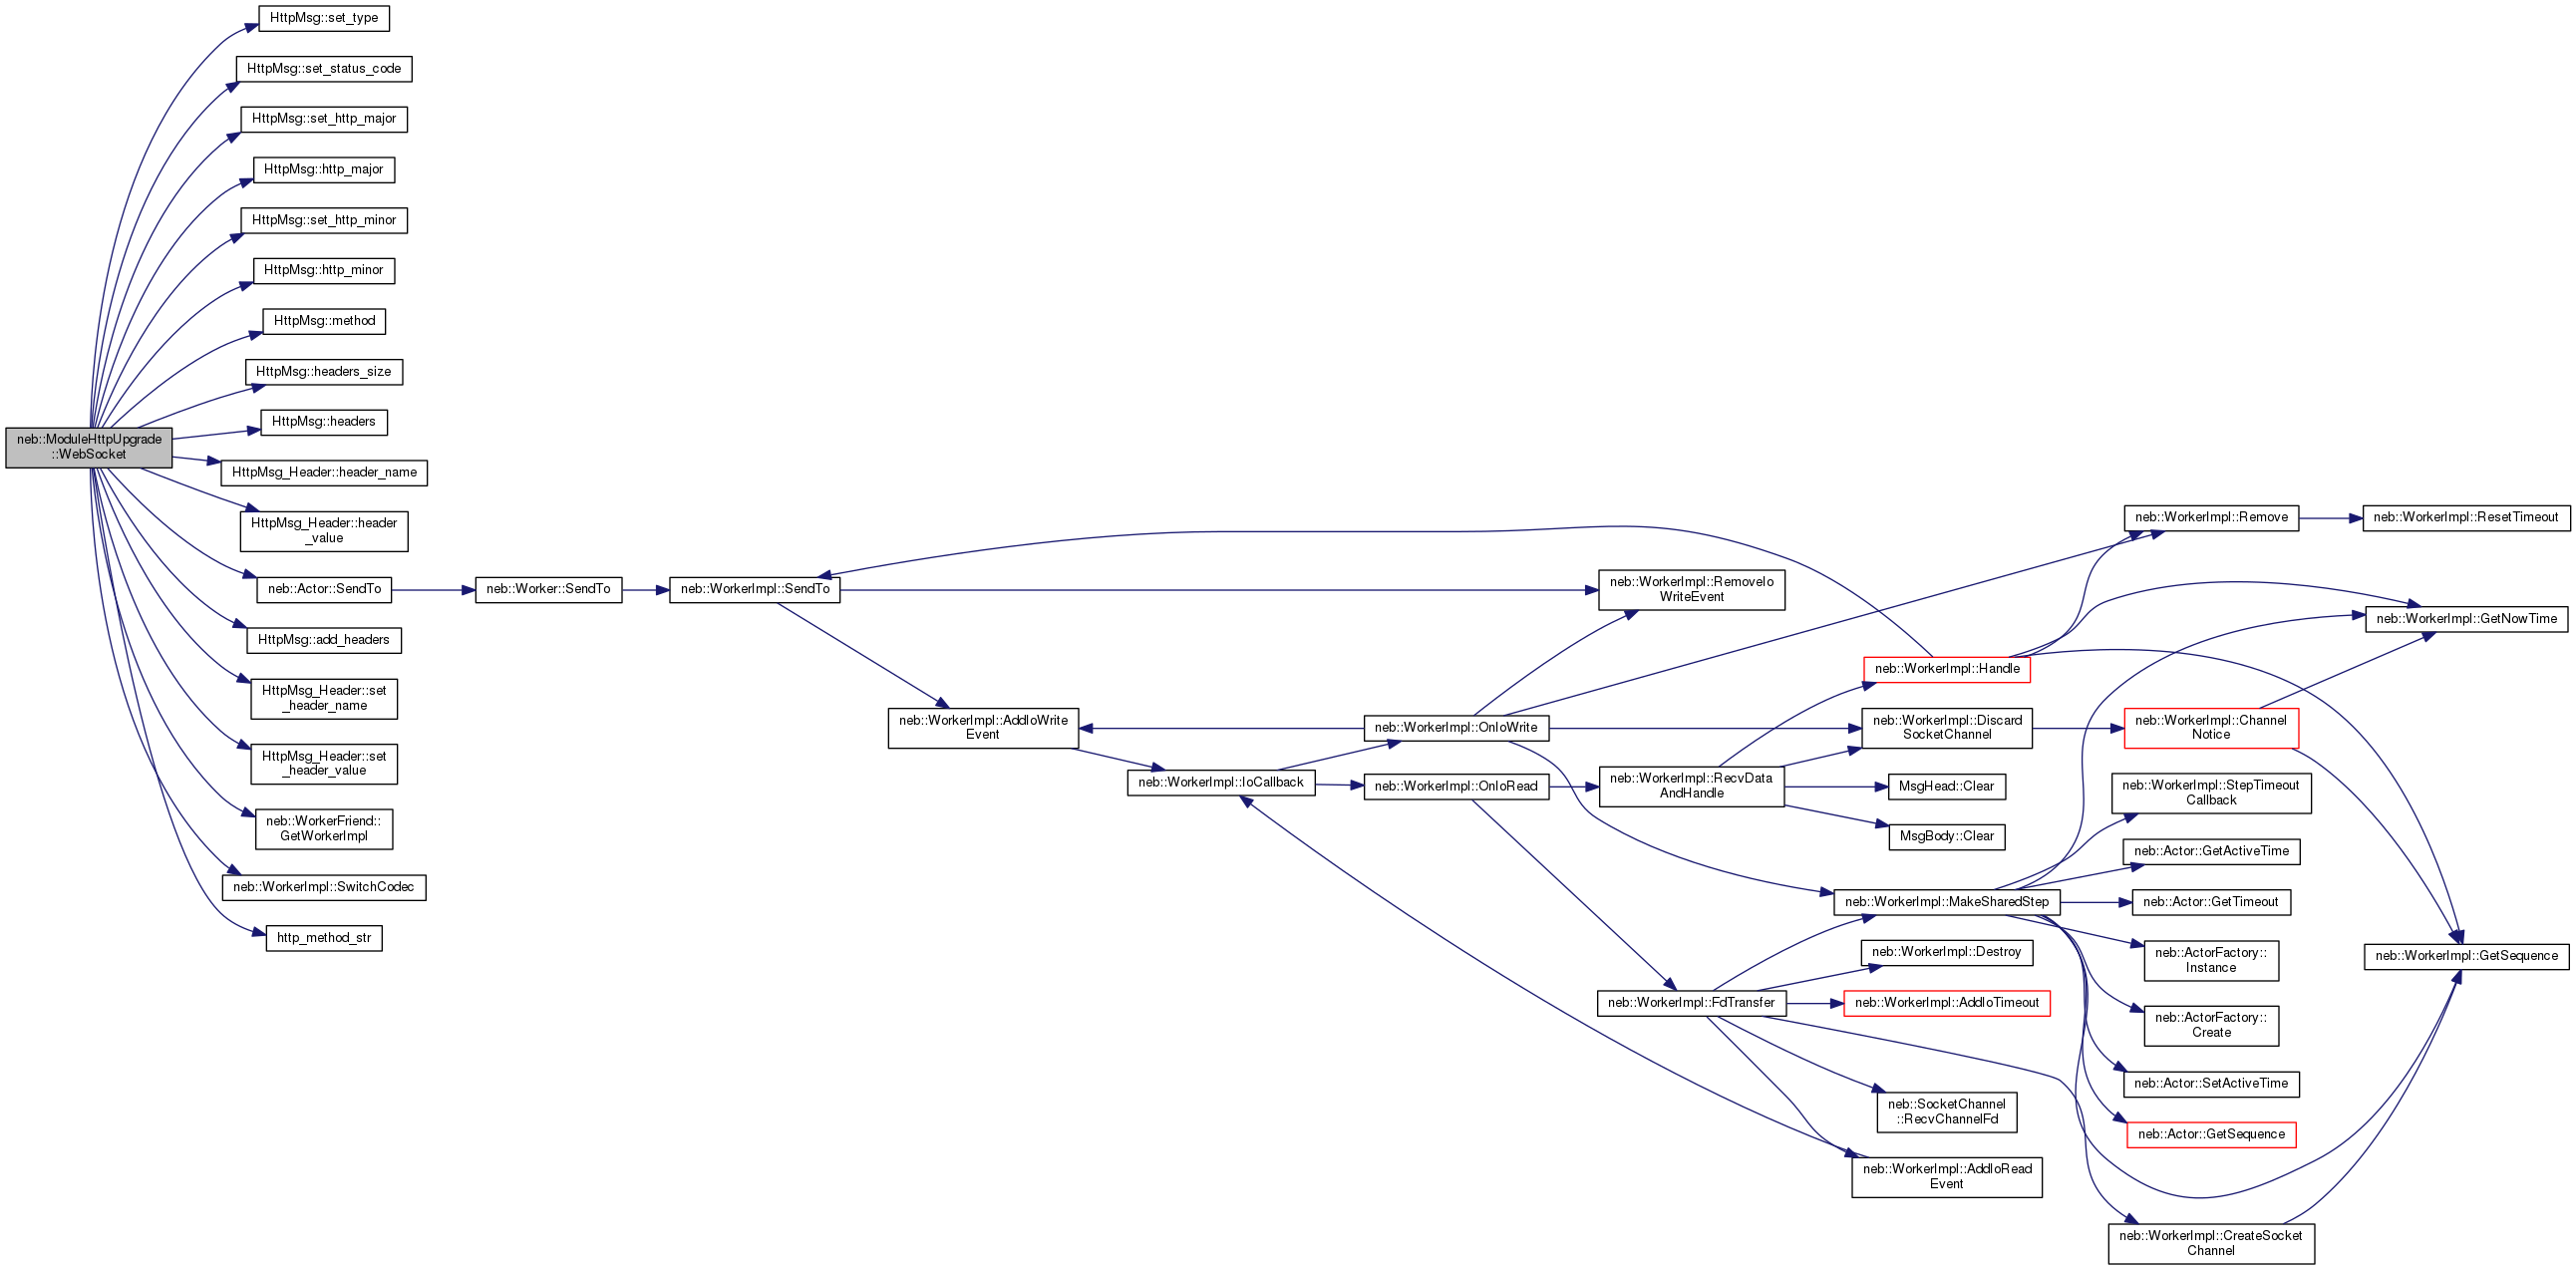 HttpMsg::set_type
HttpMsg::set_status_code
HttpMsg::set_http_major
HttpMsg::http_major
HttpMsg::set_http_minor
HttpMsg::http_minor
HttpMsg::method
HttpMsg::headers_size
HttpMsg::headers
neb::ModuleHttpUpgrade
::WebSocket
HttpMsg_Header::header_name
HttpMsg_Header::header
_value
neb::Actor::SendTo
HttpMsg::add_headers
HttpMsg_Header::set
_header_name
HttpMsg_Header::set
_header_value
neb::WorkerFriend::
GetWorkerImpl
neb::WorkerImpl::SwitchCodec
http_method_str
neb::Worker::SendTo
neb::WorkerImpl::SendTo
neb::WorkerImpl::AddIoWrite
Event
neb::WorkerImpl::IoCallback
neb::WorkerImpl::OnIoWrite
neb::WorkerImpl::OnIoRead
neb::WorkerImpl::RemoveIo
WriteEvent
neb::WorkerImpl::RecvData
AndHandle
neb::WorkerImpl::FdTransfer
neb::WorkerImpl::Handle
neb::WorkerImpl::Discard
SocketChannel
MsgHead::Clear
MsgBody::Clear
neb::WorkerImpl::MakeSharedStep
neb::WorkerImpl::Destroy
neb::WorkerImpl::AddIoTimeout
neb::SocketChannel
::RecvChannelFd
neb::WorkerImpl::AddIoRead
Event
neb::WorkerImpl::Remove
neb::WorkerImpl::Channel
Notice
neb::WorkerImpl::StepTimeout
Callback
neb::Actor::GetActiveTime
neb::Actor::GetTimeout
neb::ActorFactory::
Instance
neb::ActorFactory::
Create
neb::Actor::SetActiveTime
neb::Actor::GetSequence
neb::WorkerImpl::CreateSocket
Channel
neb::WorkerImpl::ResetTimeout
neb::WorkerImpl::GetNowTime
neb::WorkerImpl::GetSequence